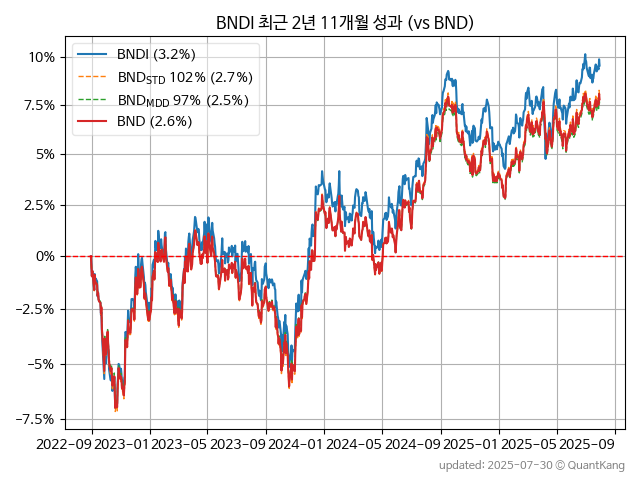 BNDI 최근 2년 11개월 성과 (vs BND)
BNDI (3.2%)
BND_STD 102% (2.7%)
BND_MDD 97% (2.5%)
BND (2.6%)
10%
7.5%
5%
2.5%
0%
−2.5%
−5%
−7.5%
2022-09 2023-01 2023-05 2023-09 2024-01 2024-05 2024-09 2025-01 2025-05 2025-09
updated: 2025-07-30 © QuantKang